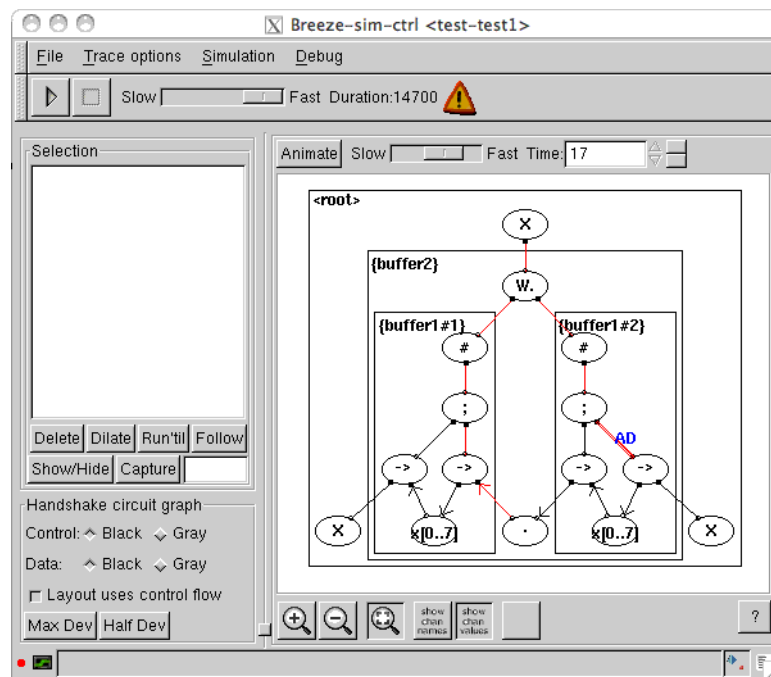 Breeze-sim-ctrl <test-test1>
File Trace options Simulation Debug
Slow Fast Duration:14700
Selection
Animate Slow Fast Time: 17
<root>
X
{buffer2}
W.
{buffer1#1} {buffer1#2}
# #
; ;
AD
-> -> -> ->
X x[0..7] . x[0..7] X
Delete Dilate Run'til Follow
Show/Hide Capture
Handshake circuit graph
Control: Black Gray
Data: Black Gray
Layout uses control flow
Max Dev Half Dev
show chan names
show chan values
?